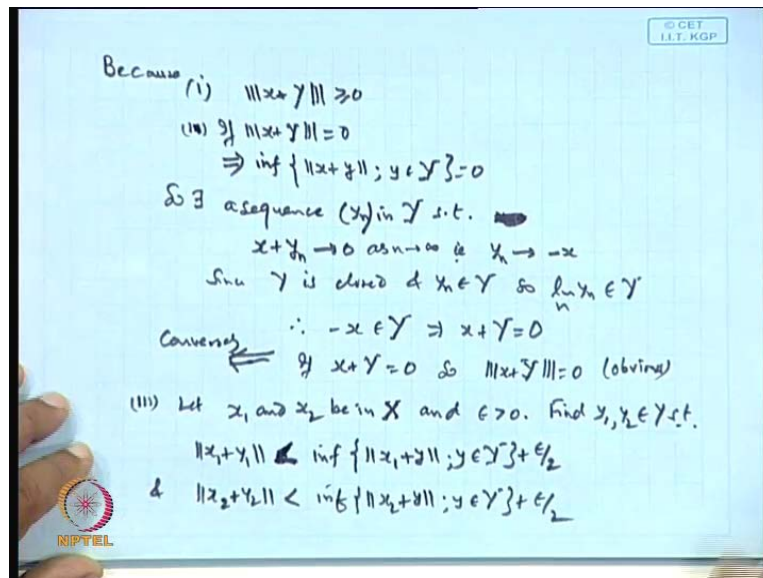 © CET
I.I.T. KGP
Because (i) |||x+Y||| ≥ 0
(ii) If |||x+Y||| = 0
⇒ inf {||x+y||; y ∈ Y} = 0
So ∃ a sequence (yn) in Y s.t.
x+yn → 0 as n→∞ ie yn → -x
Since Y is closed & yn ∈ Y so lim yn ∈ Y
n
∴ -x ∈ Y ⇒ x+Y=0
Conversely ⇐ If x+Y=0 So |||x+Y|||=0 (obvious)
(III) Let x1 and x2 be in X and ε>0. Find y1, y2 ∈ Y s.t.
||x1+y1|| < inf {||x1+y||; y ∈ Y} + ε/2
& ||x2+y2|| < inf {||x2+y||; y ∈ Y} + ε/2
NPTEL